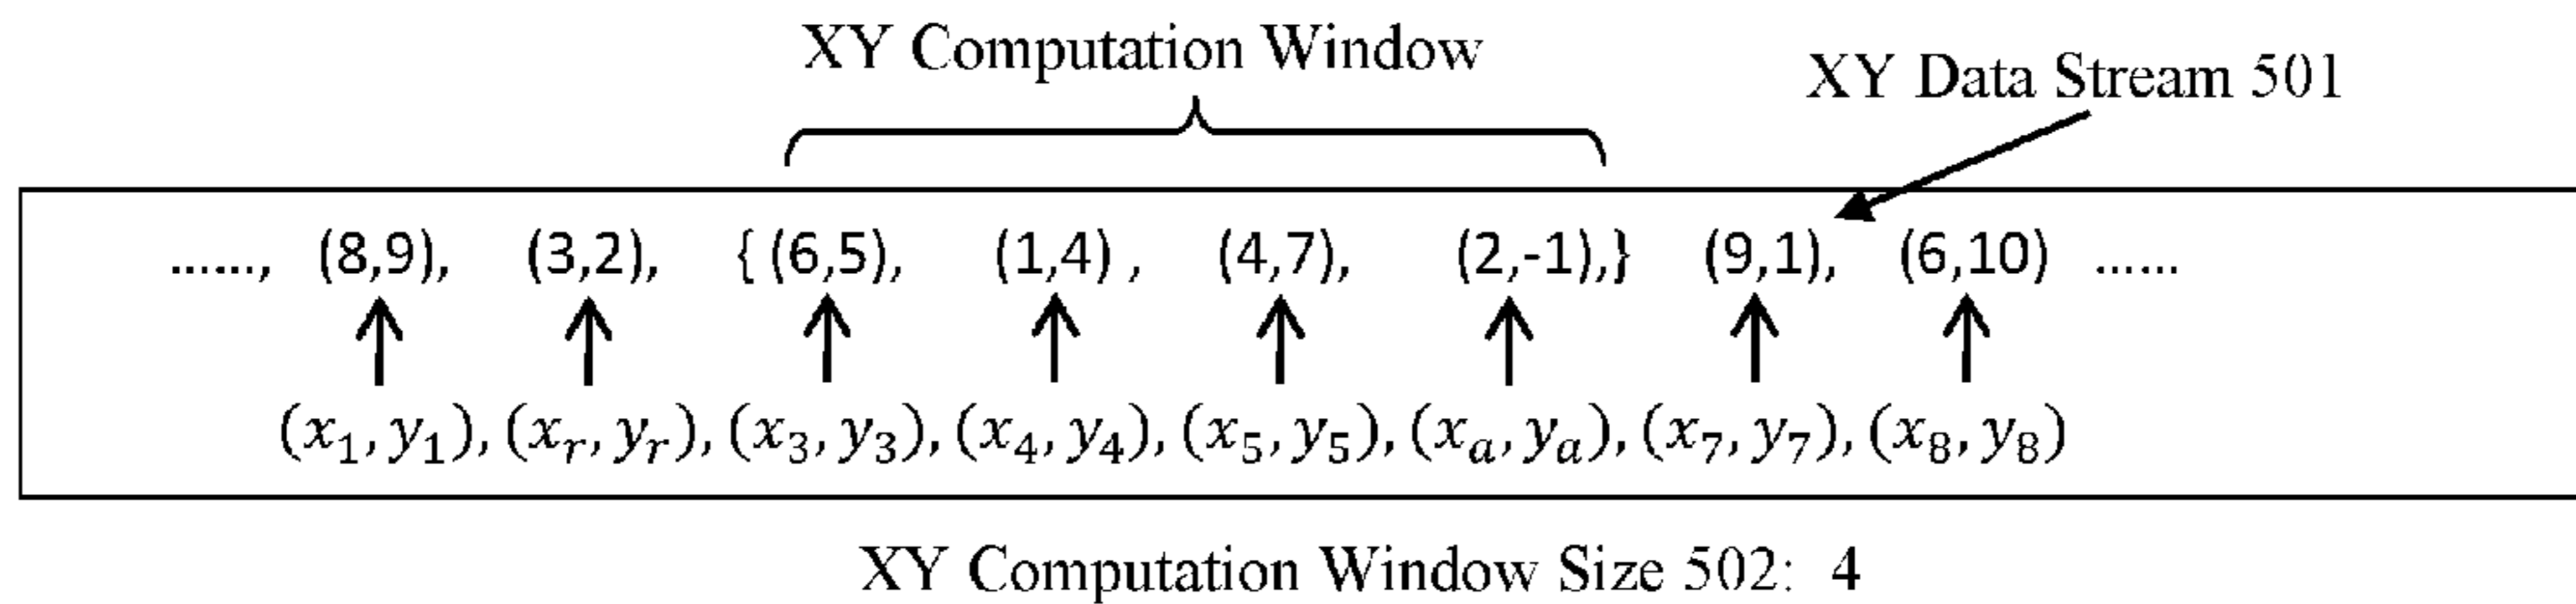 XY Computation Window
XY Data Stream 501
......, (8,9), (3,2), { (6,5), (1,4) , (4,7), (2,-1),} (9,1), (6,10) ......
(x₁, y₁), (xᵣ, yᵣ), (x₃, y₃), (x₄, y₄), (x₅, y₅), (xₐ, yₐ), (x₇, y₇), (x₈, y₈)
XY Computation Window Size 502: 4